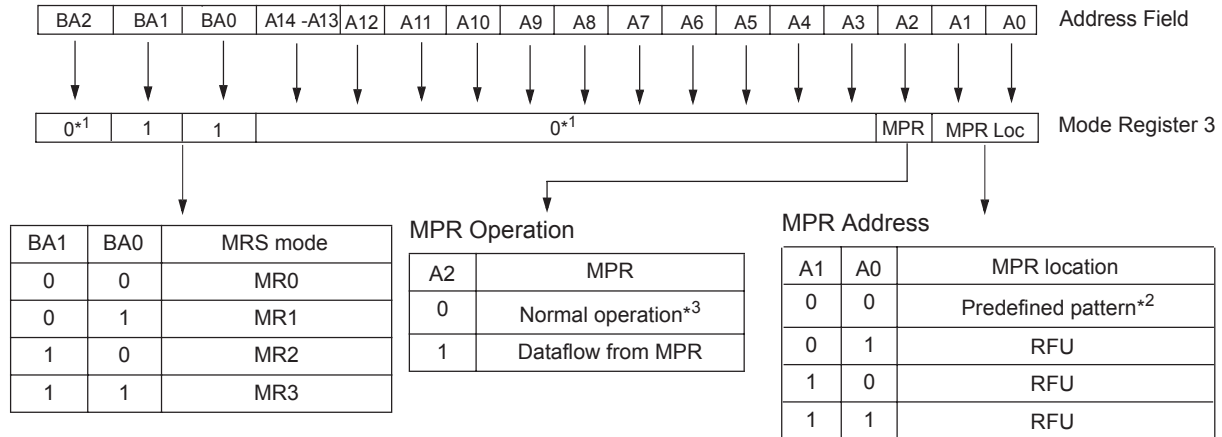 BA2 BA1 BA0 A14 -A13 A12 A11 A10 A9 A8 A7 A6 A5 A4 A3 A2 A1 A0 Address Field
0*1 1 1 0*1 MPR MPR Loc Mode Register 3
BA1 BA0 MRS mode
0 0 MR0
0 1 MR1
1 0 MR2
1 1 MR3
MPR Operation
A2 MPR
0 Normal operation*3
1 Dataflow from MPR
MPR Address
A1 A0 MPR location
0 0 Predefined pattern*2
0 1 RFU
1 0 RFU
1 1 RFU